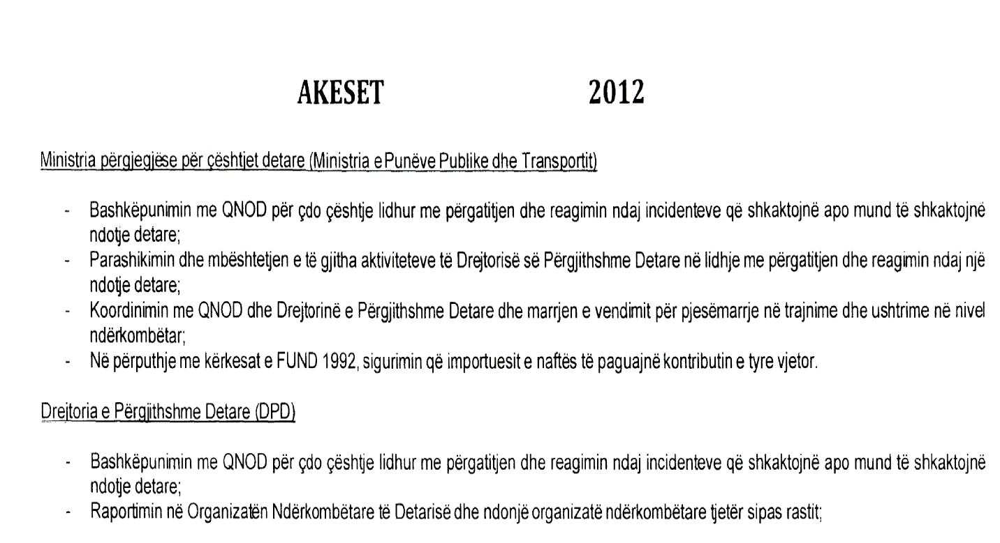 AKESET 2012
Ministria përgjegjëse për çështjet detare (Ministria e Punëve Publike dhe Transportit)
- Bashkëpunimin me QNOD për çdo çështje lidhur me përgatitjen dhe reagimin ndaj incidenteve që shkaktojnë apo mund të shkaktojnë
ndotje detare;
- Parashikimin dhe mbështetjen e të gjitha aktiviteteve të Drejtorisë së Përgjithshme Detare në lidhje me përgatitjen dhe reagimin ndaj një
ndotje detare;
- Koordinimin me QNOD dhe Drejtorinë e Përgjithshme Detare dhe marrjen e vendimit për pjesëmarrje në trajnime dhe ushtrime në nivel
ndërkombëtar;
- Në përputhje me kërkesat e FUND 1992, sigurimin që importuesit e naftës të paguajnë kontributin e tyre vjetor.
Drejtoria e Përgjithshme Detare (DPD)
- Bashkëpunimin me QNOD për çdo çështje lidhur me përgatitjen dhe reagimin ndaj incidenteve që shkaktojnë apo mund të shkaktojnë
ndotje detare;
- Raportimin në Organizatën Ndërkombëtare të Detarisë dhe ndonjë organizatë ndërkombëtare tjetër sipas rastit;